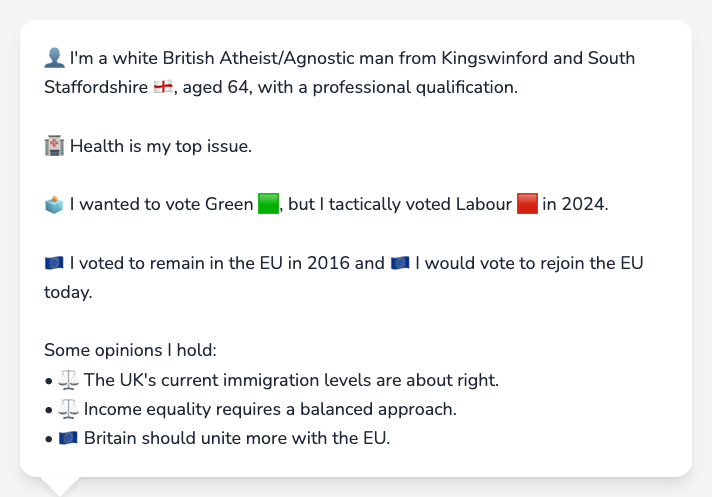 👤 I'm a white British Atheist/Agnostic man from Kingswinford and South
Staffordshire 🏴󠁧󠁢󠁥󠁮󠁧󠁿, aged 64, with a professional qualification.
🏥 Health is my top issue.
🗳️ I wanted to vote Green 🟩, but I tactically voted Labour 🟥 in 2024.
🇪🇺 I voted to remain in the EU in 2016 and 🇪🇺 I would vote to rejoin the EU
today.
Some opinions I hold:
• ⚖️ The UK's current immigration levels are about right.
• ⚖️ Income equality requires a balanced approach.
• 🇪🇺 Britain should unite more with the EU.